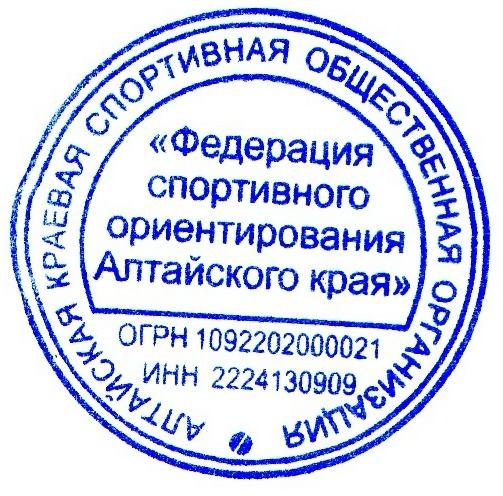 АЛТАЙСКАЯ КРАЕВАЯ СПОРТИВНАЯ ОБЩЕСТВЕННАЯ ОРГАНИЗАЦИЯ
«Федерация
спортивного
ориентирования
Алтайского края»
ОГРН 1092202000021
ИНН 2224130909